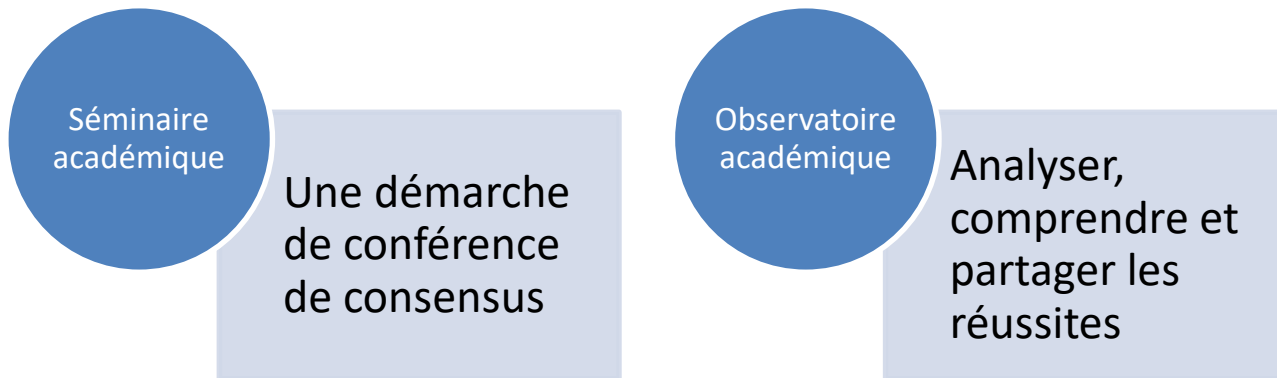 Séminaire
académique
Une démarche
de conférence
de consensus
Observatoire
académique
Analyser,
comprendre et
partager les
réussites